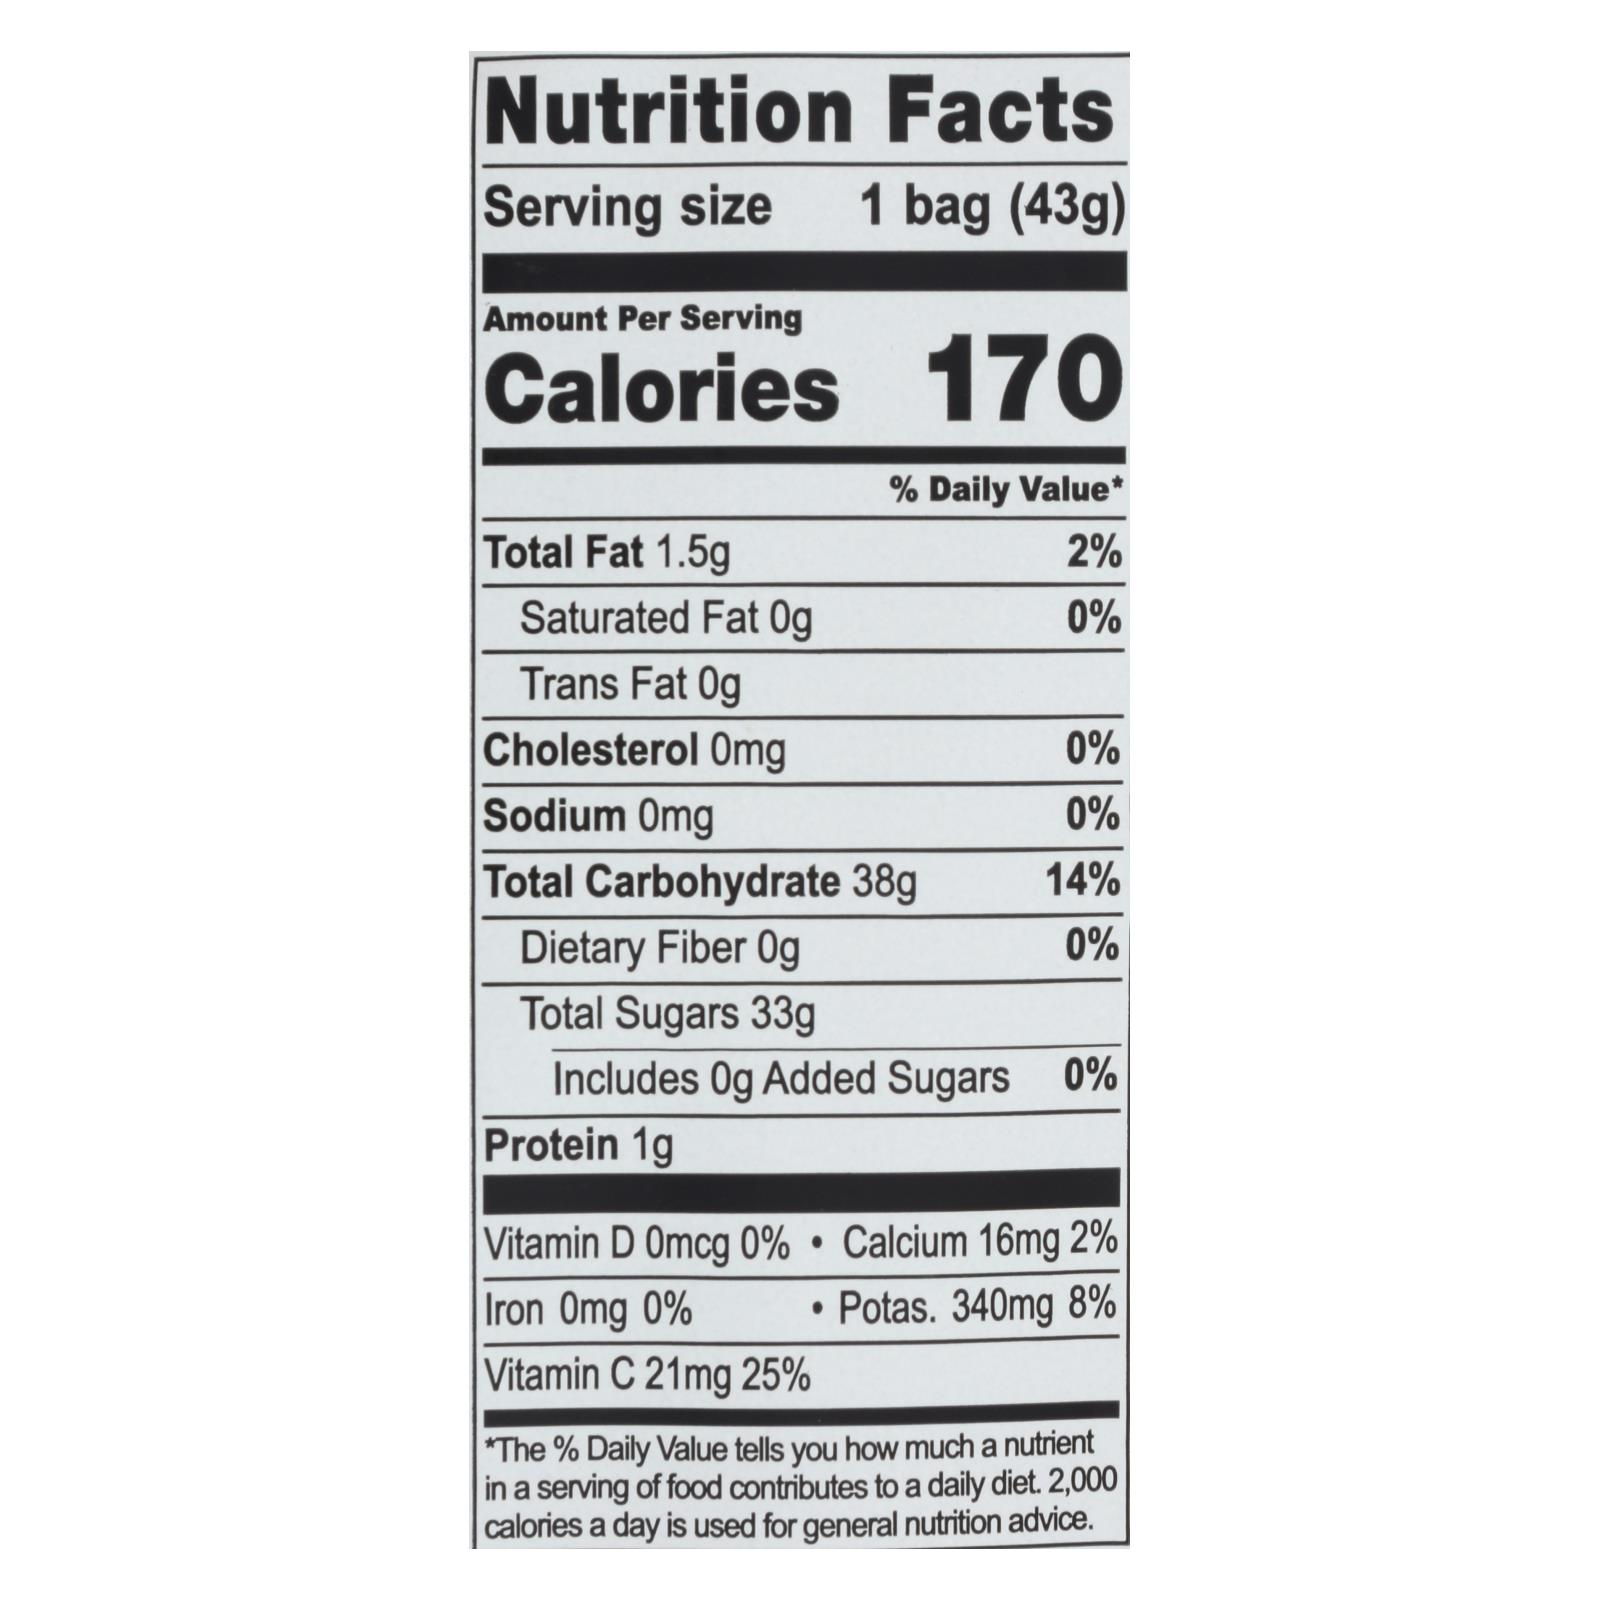 Nutrition Facts
Serving size 1 bag (43g)
Amount Per Serving
Calories 170
% Daily Value*
Total Fat 1.5g 2%
Saturated Fat 0g 0%
Trans Fat 0g
Cholesterol 0mg 0%
Sodium 0mg 0%
Total Carbohydrate 38g 14%
Dietary Fiber 0g 0%
Total Sugars 33g
Includes 0g Added Sugars 0%
Protein 1g
Vitamin D 0mcg 0% • Calcium 16mg 2%
Iron 0mg 0% • Potas. 340mg 8%
Vitamin C 21mg 25%
*The % Daily Value tells you how much a nutrient
in a serving of food contributes to a daily diet. 2,000
calories a day is used for general nutrition advice.